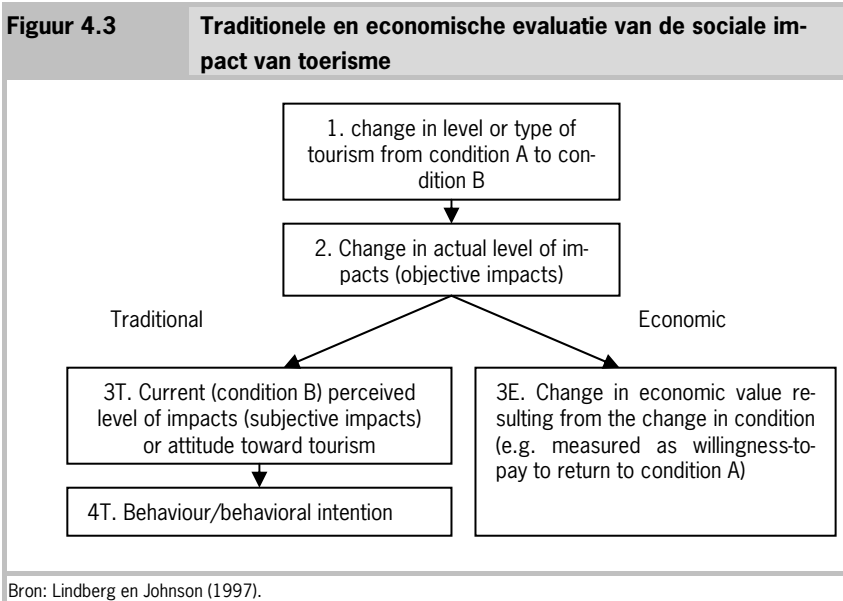 Figuur 4.3
Traditionele en economische evaluatie van de sociale im-
pact van toerisme
1. change in level or type of
tourism from condition A to con-
dition B
2. Change in actual level of im-
pacts (objective impacts)
Traditional
Economic
3T. Current (condition B) perceived
level of impacts (subjective impacts)
or attitude toward tourism
3E. Change in economic value re-
sulting from the change in condition
(e.g. measured as willingness-to-
pay to return to condition A)
4T. Behaviour/behavioral intention
Bron: Lindberg en Johnson (1997).